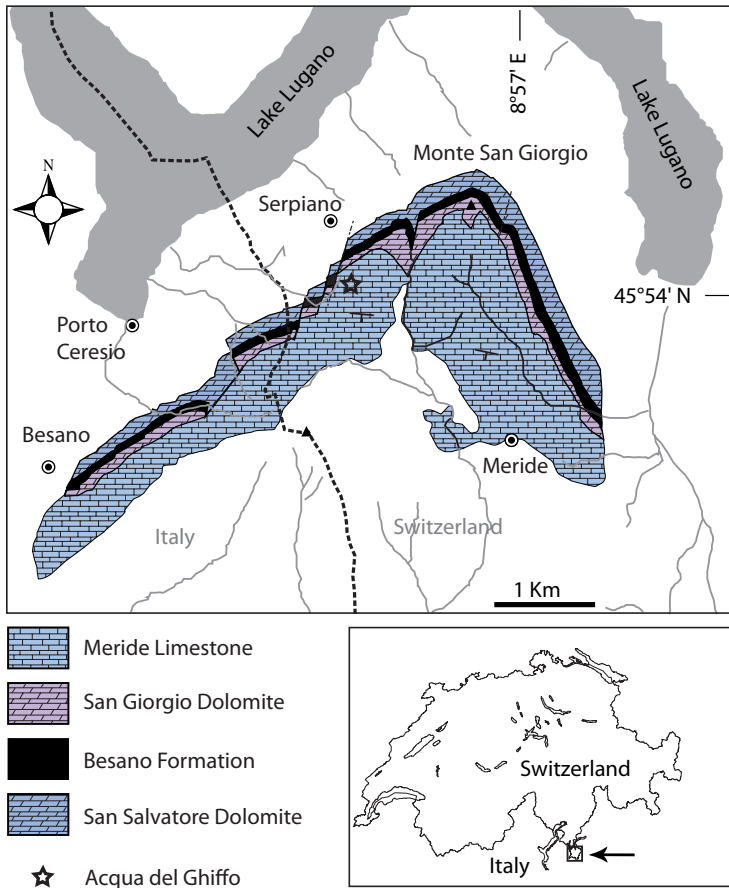 Lake Lugano
8°57' E
Lake Lugano
N
Monte San Giorgio
Serpiano
45°54' N
Porto
Ceresio
Besano
Meride
Italy
Switzerland
1 Km
Meride Limestone
San Giorgio Dolomite
Besano Formation
San Salvatore Dolomite
Acqua del Ghiffo
Switzerland
Italy